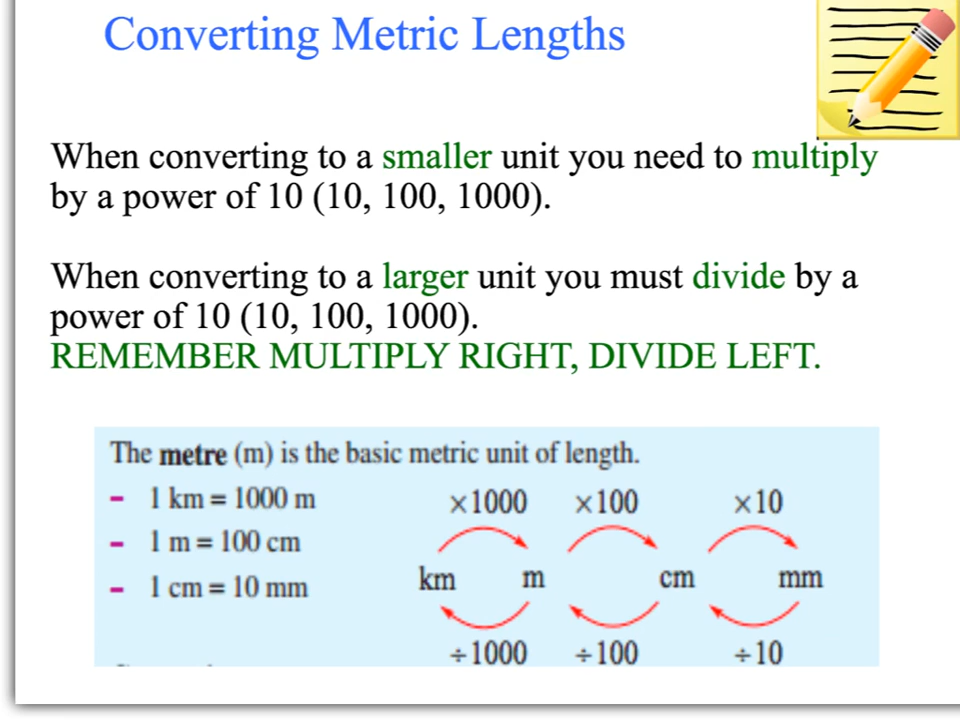 Converting Metric Lengths
When converting to a smaller unit you need to multiply
by a power of 10 (10, 100, 1000).
When converting to a larger unit you must divide by a
power of 10 (10, 100, 1000).
REMEMBER MULTIPLY RIGHT, DIVIDE LEFT.
The metre (m) is the basic metric unit of length.
- 1 km = 1000 m
- 1 m = 100 cm
- 1 cm = 10 mm
×1000 ×100 ×10
km m cm mm
÷1000 ÷100 ÷10